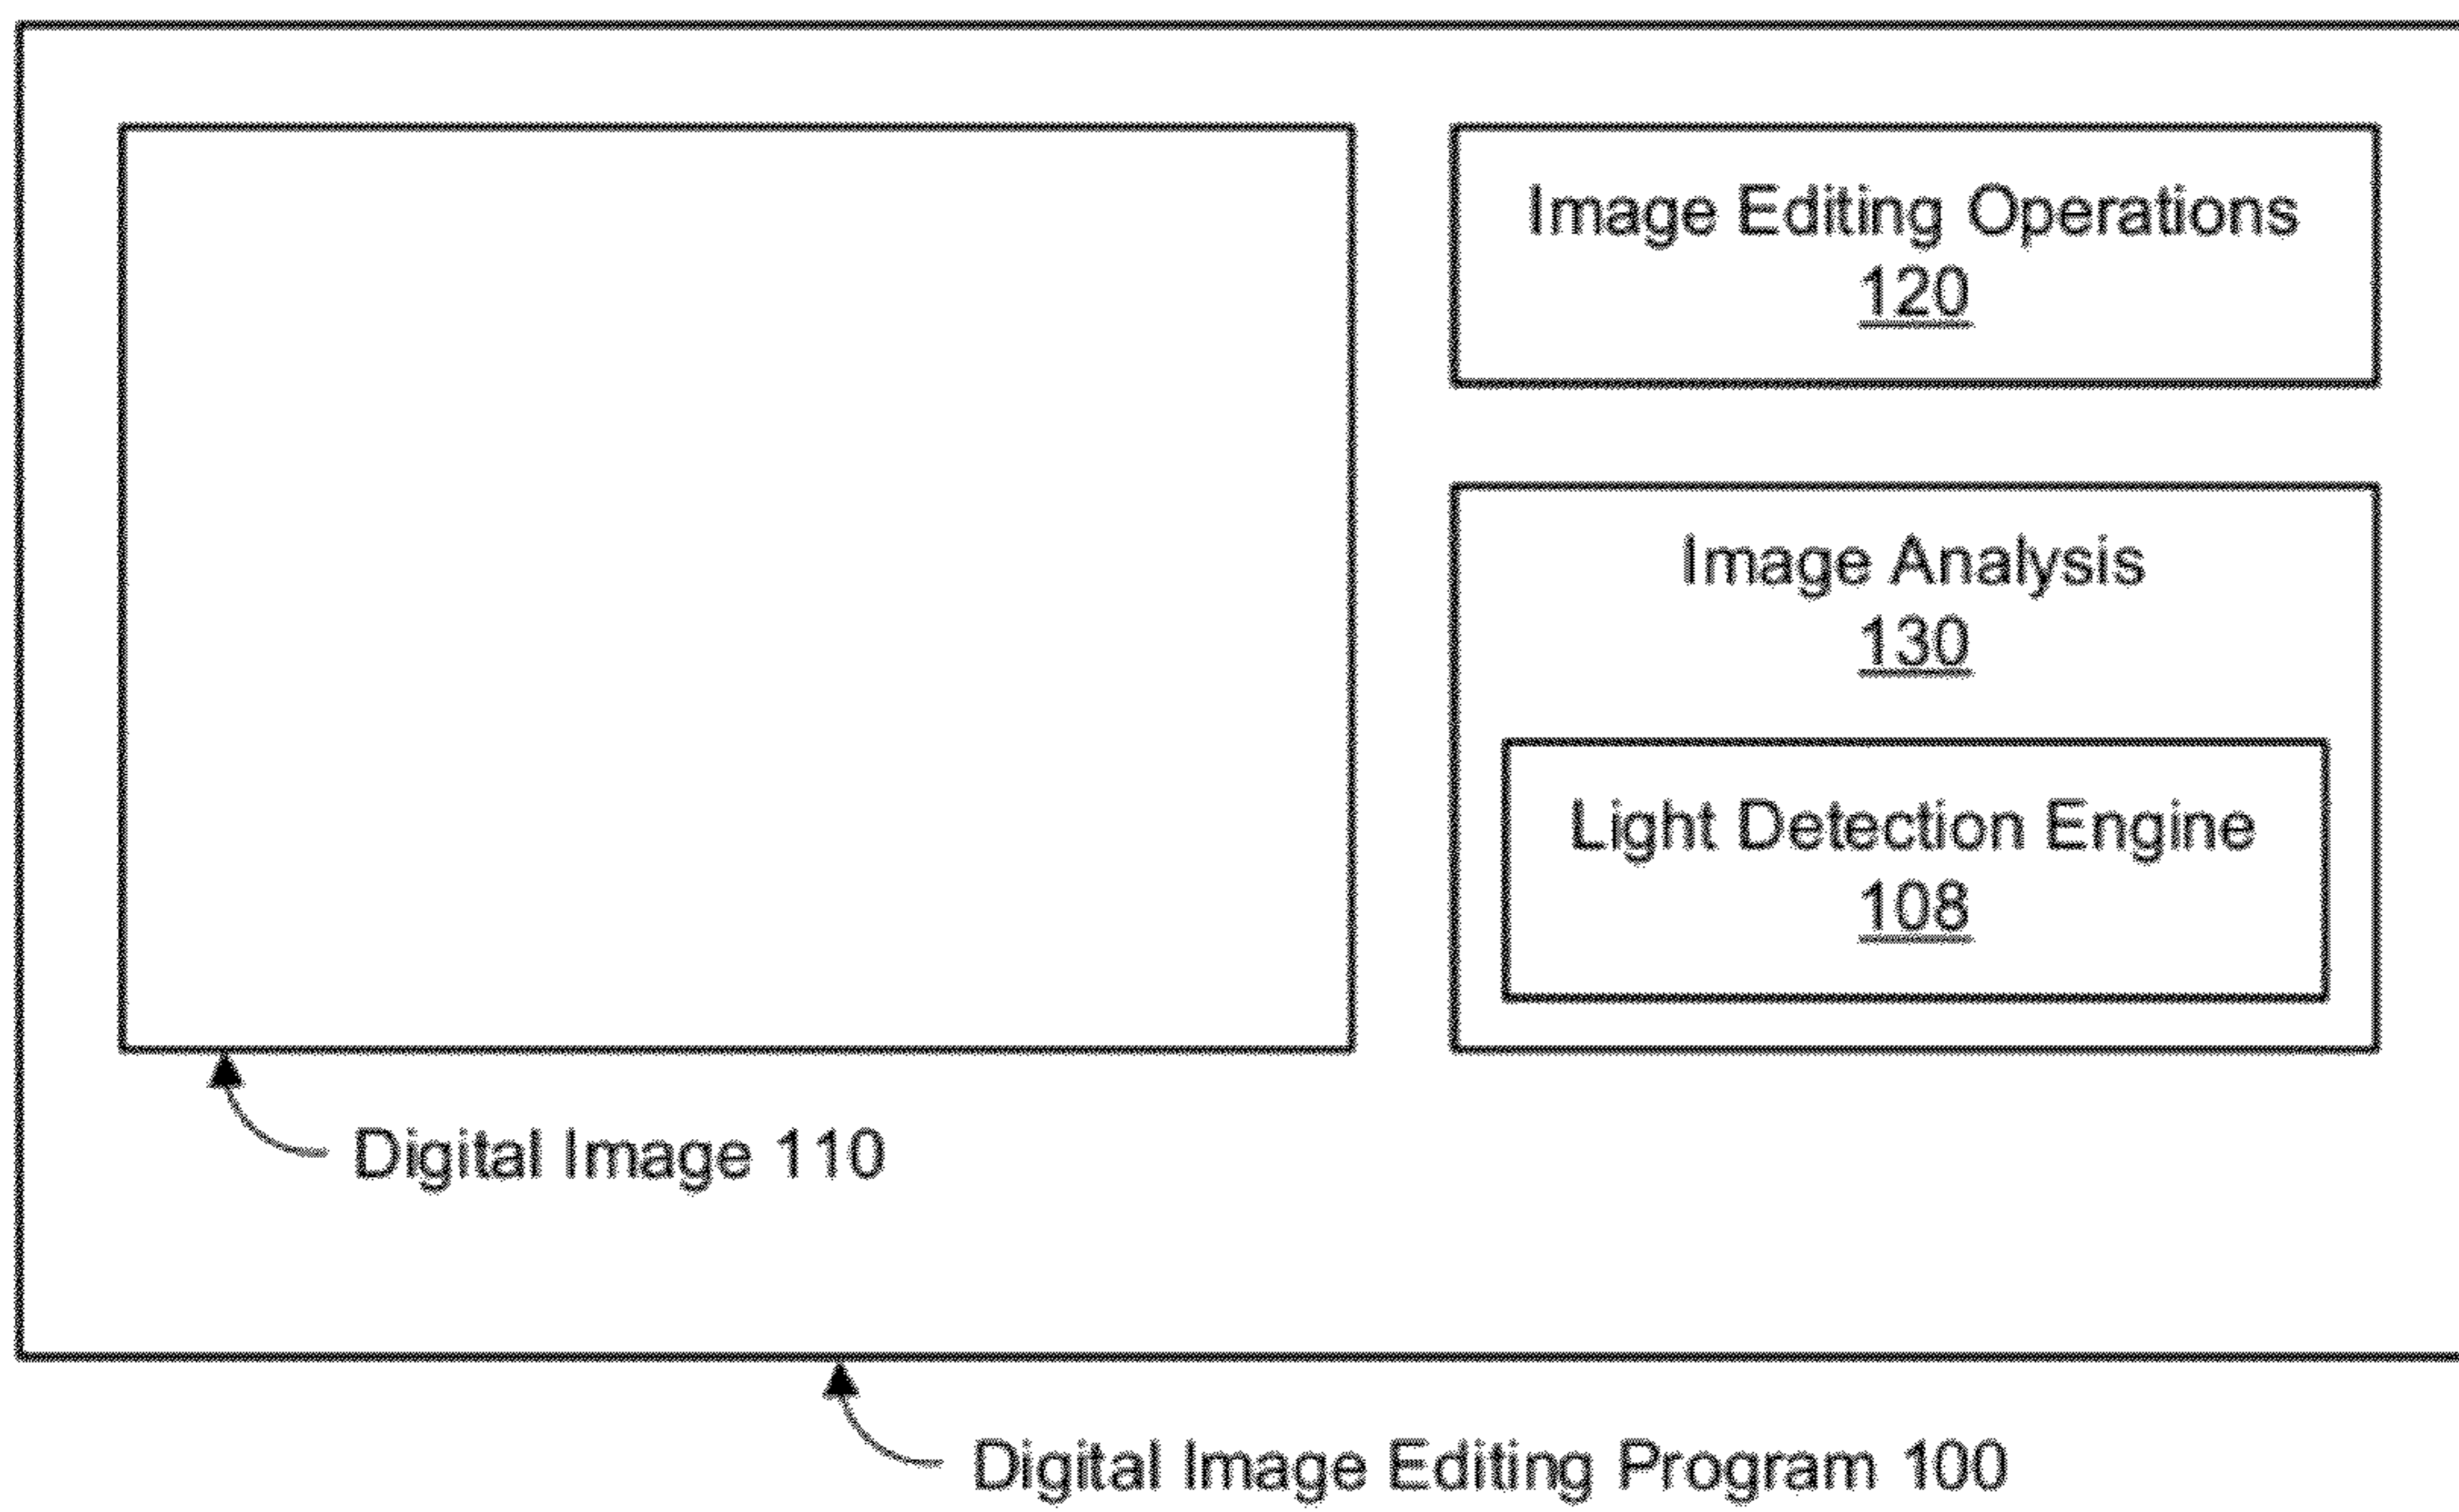 Image Editing Operations
120
Image Analysis
130
Light Detection Engine
108
Digital Image 110
Digital Image Editing Program 100